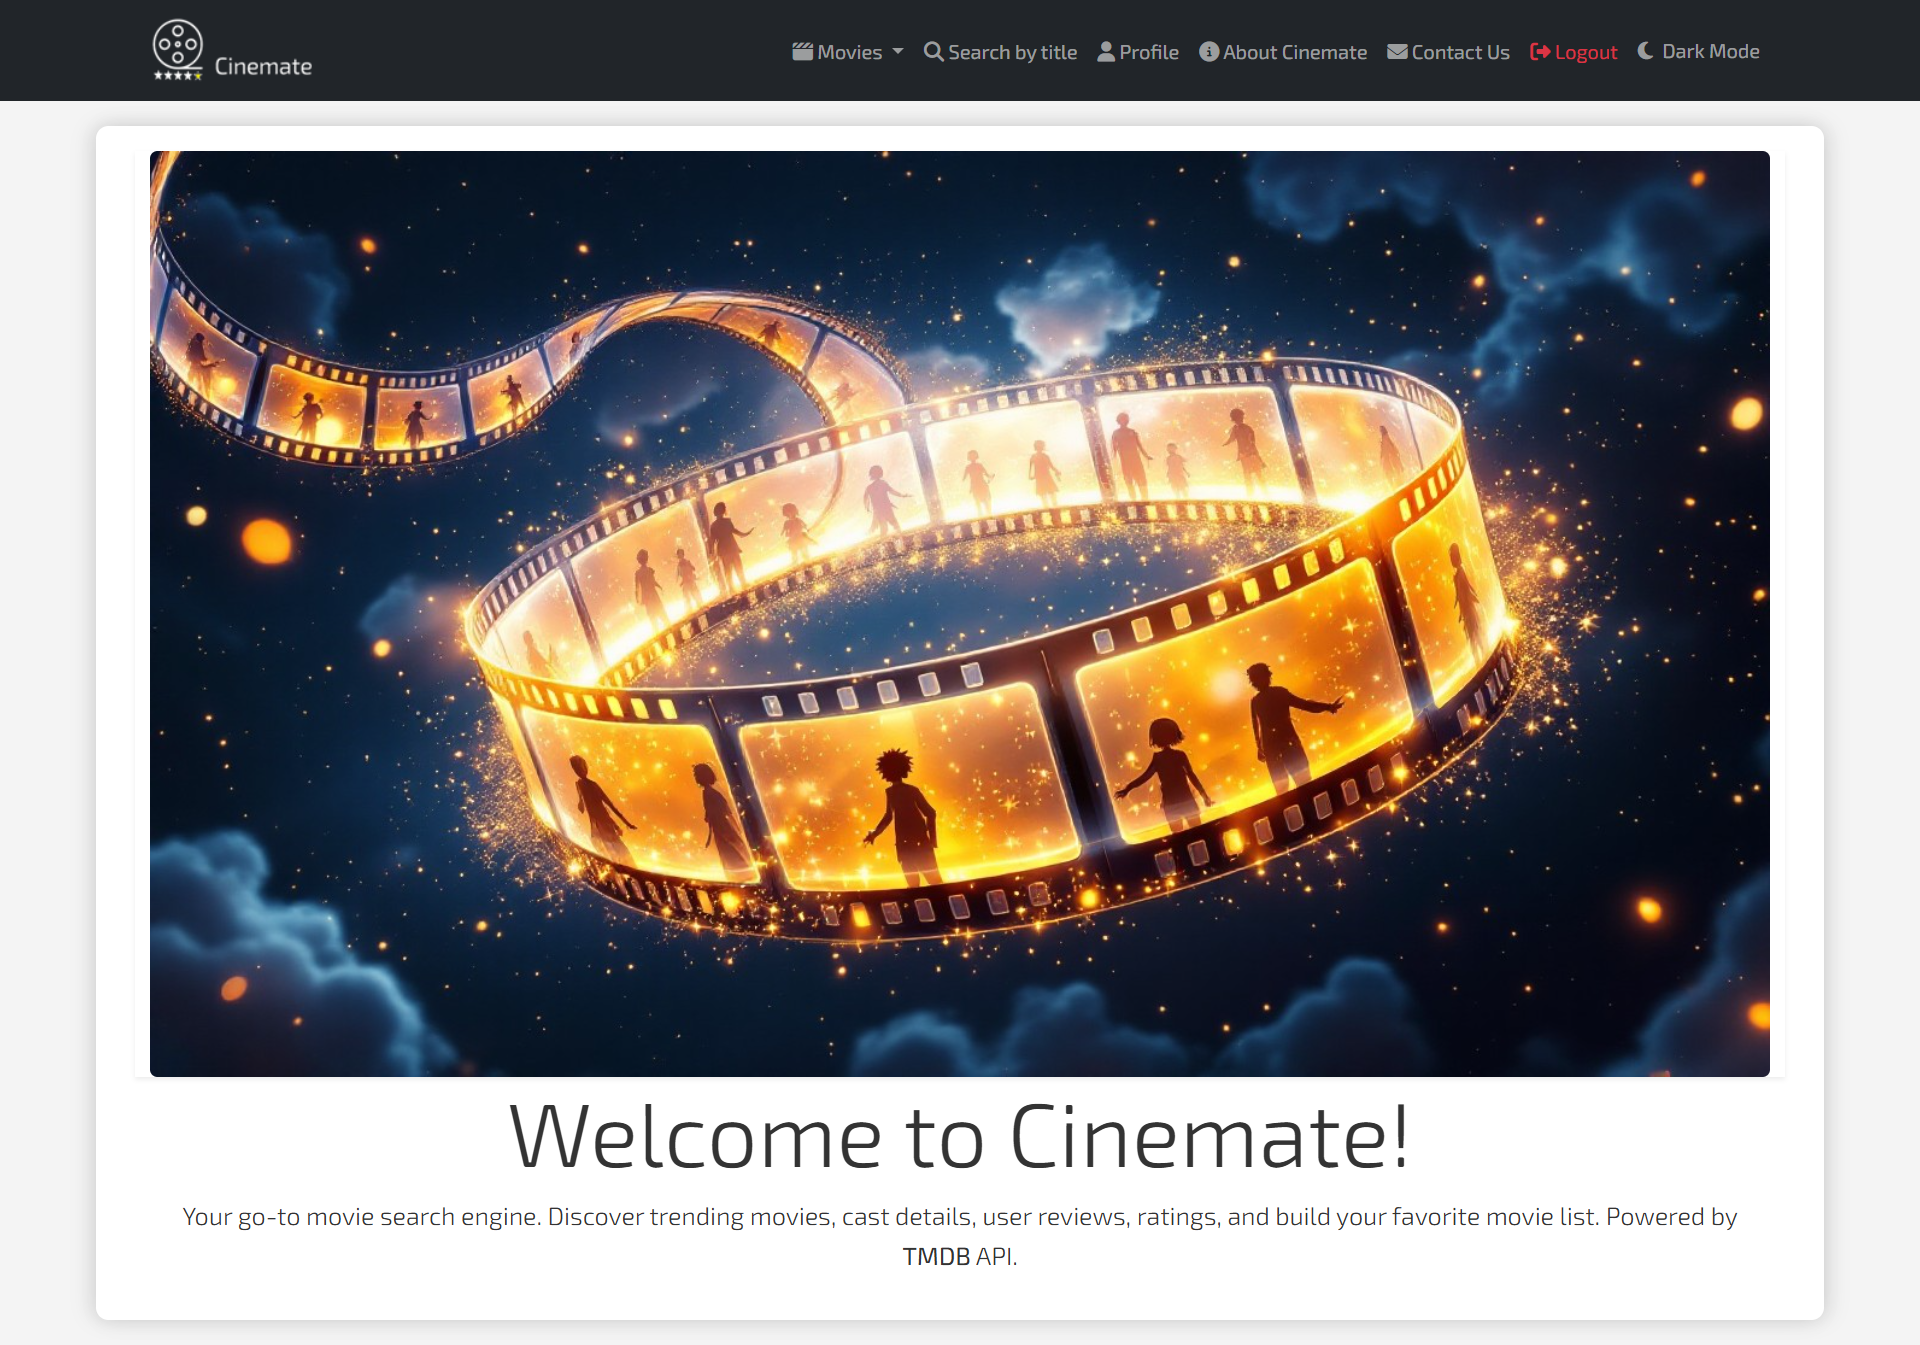 Cinemate
Movies Search by title Profile About Cinemate Contact Us Logout Dark Mode
Welcome to Cinemate!
Your go-to movie search engine. Discover trending movies, cast details, user reviews, ratings, and build your favorite movie list. Powered by
TMDB API.